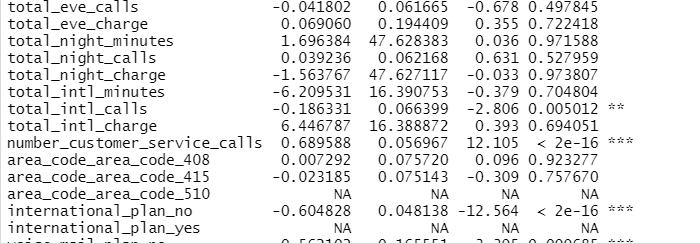 total_eve_calls -0.041802 0.061665 -0.678 0.497845
total_eve_charge 0.069060 0.194409 0.355 0.722418
total_night_minutes 1.696384 47.628383 0.036 0.971588
total_night_calls 0.039236 0.062168 0.631 0.527959
total_night_charge -1.563767 47.627117 -0.033 0.973807
total_intl_minutes -6.209531 16.390753 -0.379 0.704804
total_intl_calls -0.186331 0.066399 -2.806 0.005012 **
total_intl_charge 6.446787 16.388872 0.393 0.694051
number_customer_service_calls 0.689588 0.056967 12.105 < 2e-16 ***
area_code_area_code_408 0.007292 0.075720 0.096 0.923277
area_code_area_code_415 -0.023185 0.075143 -0.309 0.757670
area_code_area_code_510 NA NA NA NA
international_plan_no -0.604828 0.048138 -12.564 < 2e-16 ***
international_plan_yes NA NA NA NA